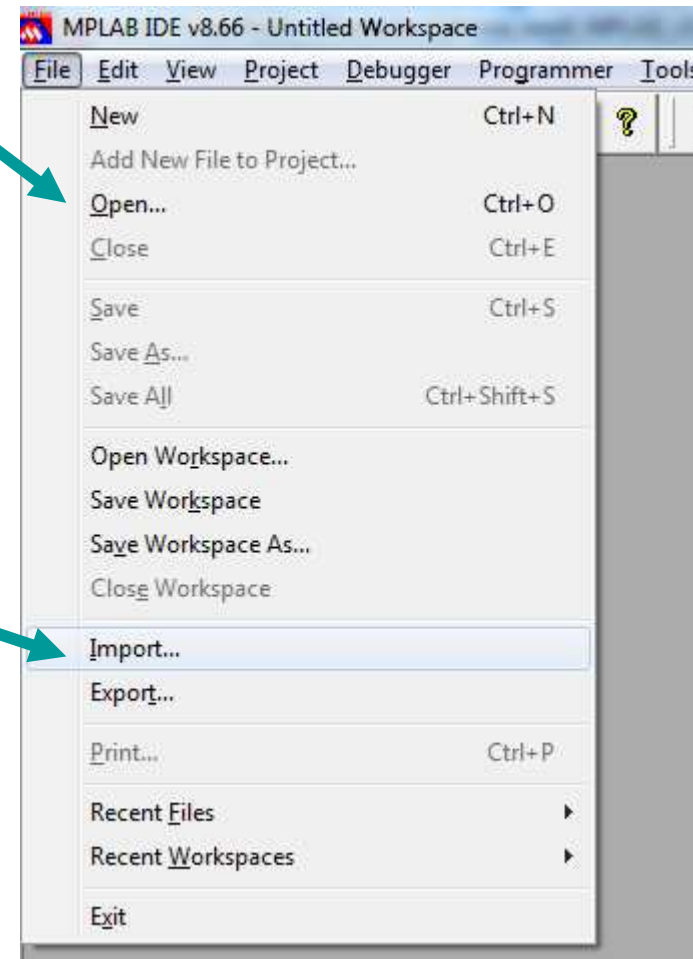 MPLAB IDE v8.66 - Untitled Workspace
File Edit View Project Debugger Programmer Tools
New Ctrl+N
Add New File to Project...
Open... Ctrl+O
Close Ctrl+E
Save Ctrl+S
Save As...
Save All Ctrl+Shift+S
Open Workspace...
Save Workspace
Save Workspace As...
Close Workspace
Import...
Export...
Print... Ctrl+P
Recent Files
Recent Workspaces
Exit